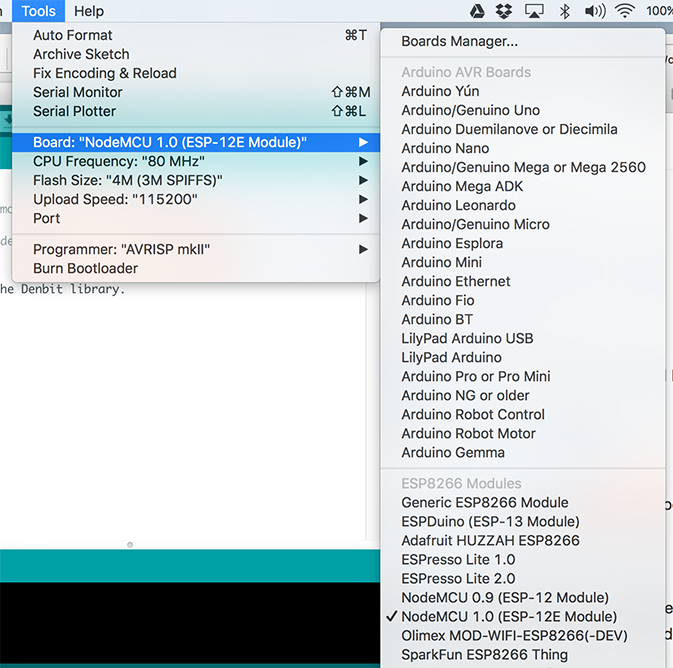 Tools Help 100%
Auto Format ⌘T
Archive Sketch
Fix Encoding & Reload
Serial Monitor ⇧⌘M
Serial Plotter ⇧⌘L
Board: "NodeMCU 1.0 (ESP-12E Module)"
CPU Frequency: "80 MHz"
Flash Size: "4M (3M SPIFFS)"
Upload Speed: "115200"
Port
Programmer: "AVRISP mkII"
Burn Bootloader
he Denbit library.
Boards Manager...
Arduino AVR Boards
Arduino Yún
Arduino/Genuino Uno
Arduino Duemilanove or Diecimila
Arduino Nano
Arduino/Genuino Mega or Mega 2560
Arduino Mega ADK
Arduino Leonardo
Arduino/Genuino Micro
Arduino Esplora
Arduino Mini
Arduino Ethernet
Arduino Fio
Arduino BT
LilyPad Arduino USB
LilyPad Arduino
Arduino Pro or Pro Mini
Arduino NG or older
Arduino Robot Control
Arduino Robot Motor
Arduino Gemma
ESP8266 Modules
Generic ESP8266 Module
ESPDuino (ESP-13 Module)
Adafruit HUZZAH ESP8266
ESPresso Lite 1.0
ESPresso Lite 2.0
NodeMCU 0.9 (ESP-12 Module)
✓ NodeMCU 1.0 (ESP-12E Module)
Olimex MOD-WIFI-ESP8266(-DEV)
SparkFun ESP8266 Thing